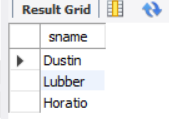 Result Grid
sname
Dustin
Lubber
Horatio